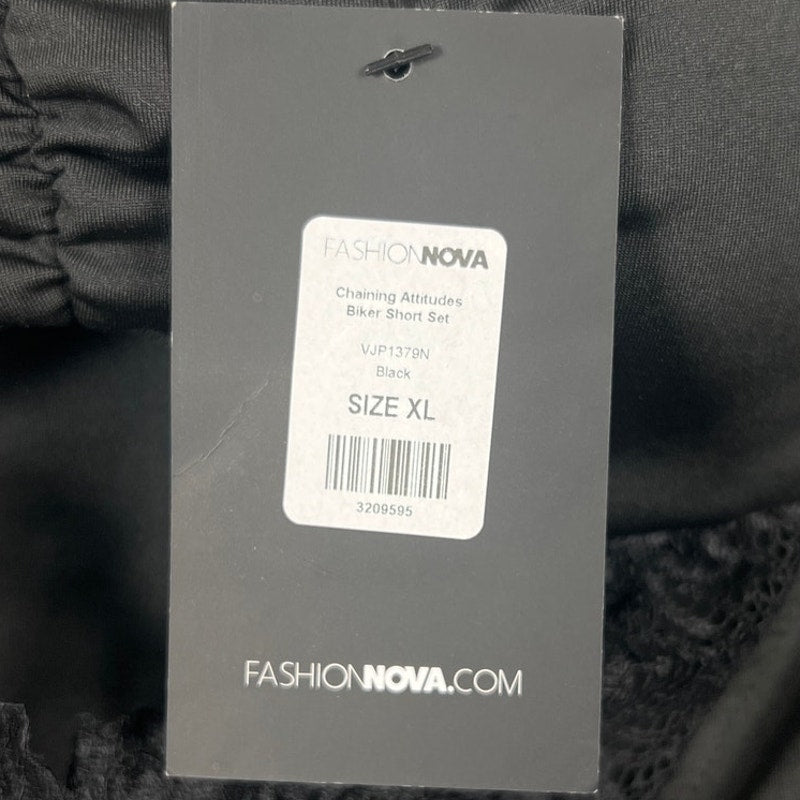 FASHIONNOVA
Chaining Attitudes
Biker Short Set
VJP1379N
Black
SIZE XL
3209595
FASHIONNOVA.COM